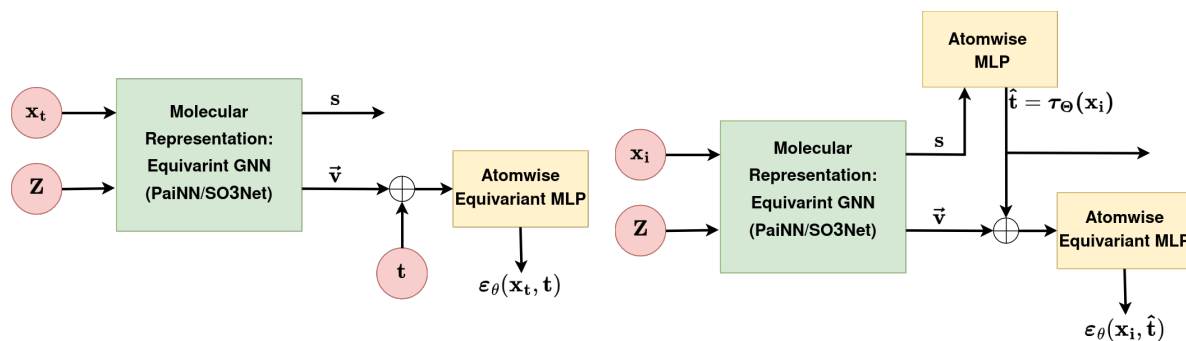 x_t
Z
Molecular
Representation:
Equivarint GNN
(PaiNN/SO3Net)
s
v⃗
t
Atomwise
Equivariant MLP
ε_θ(x_t, t)
x_i
Z
Molecular
Representation:
Equivarint GNN
(PaiNN/SO3Net)
s
v⃗
Atomwise
MLP
t̂ = τ_Θ(x_i)
Atomwise
Equivariant MLP
ε_θ(x_i, t̂)